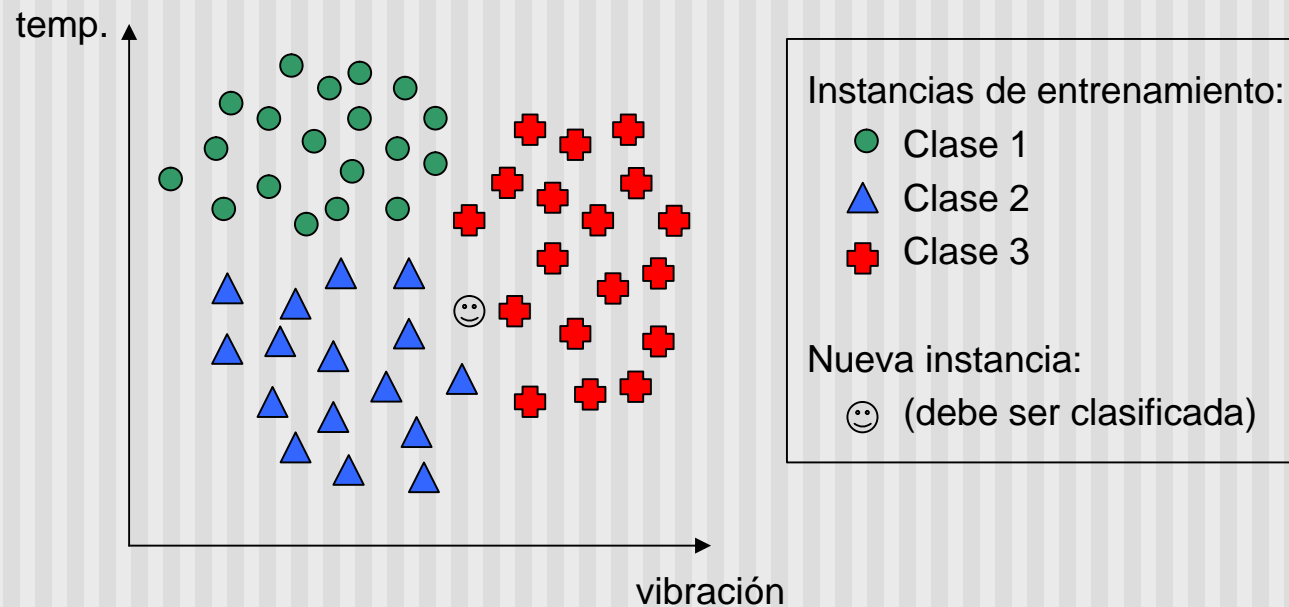 temp.
vibración
Instancias de entrenamiento:
Clase 1
Clase 2
Clase 3
Nueva instancia:
(debe ser clasificada)